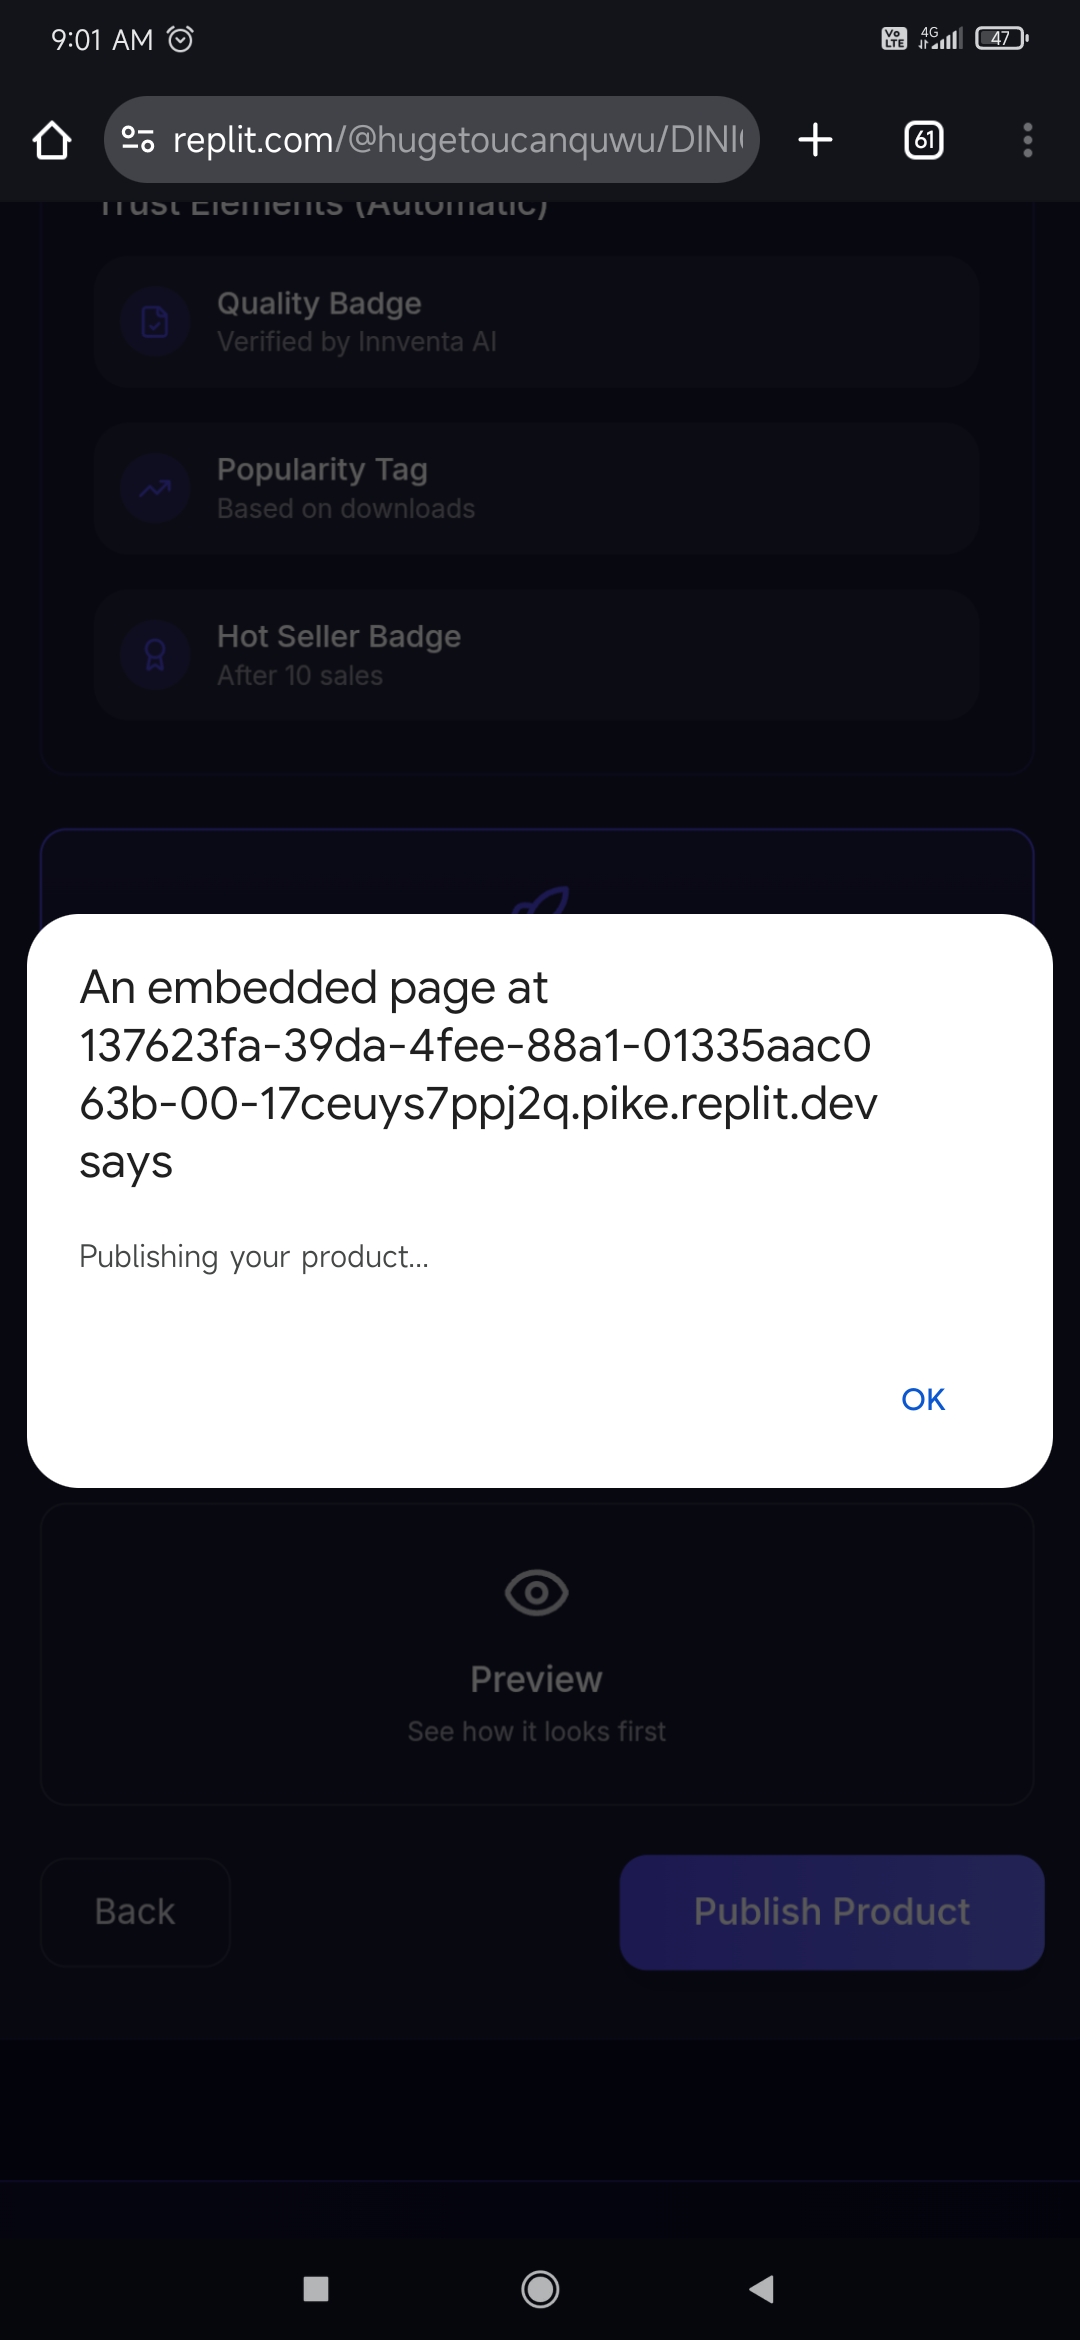 9:01 AM
Vo LTE
4G
47
replit.com/@hugetoucanquwu/DINI
61
Trust Elements (Automatic)
Quality Badge
Verified by Innventa AI
Popularity Tag
Based on downloads
Hot Seller Badge
After 10 sales
An embedded page at
137623fa-39da-4fee-88a1-01335aac0
63b-00-17ceuys7ppj2q.pike.replit.dev
says
Publishing your product...
OK
Preview
See how it looks first
Back
Publish Product